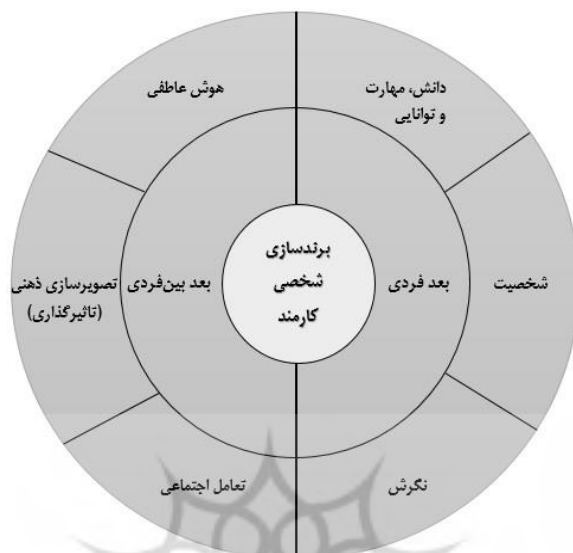 دانش، مهارت
و توانایی
هوش عاطفی
برندسازی
شخصی
کارمند
بعد فردی
بعد بین‌فردی
شخصیت
تصویرسازی ذهنی
(تاثیرگذاری)
نگرش
تعامل اجتماعی